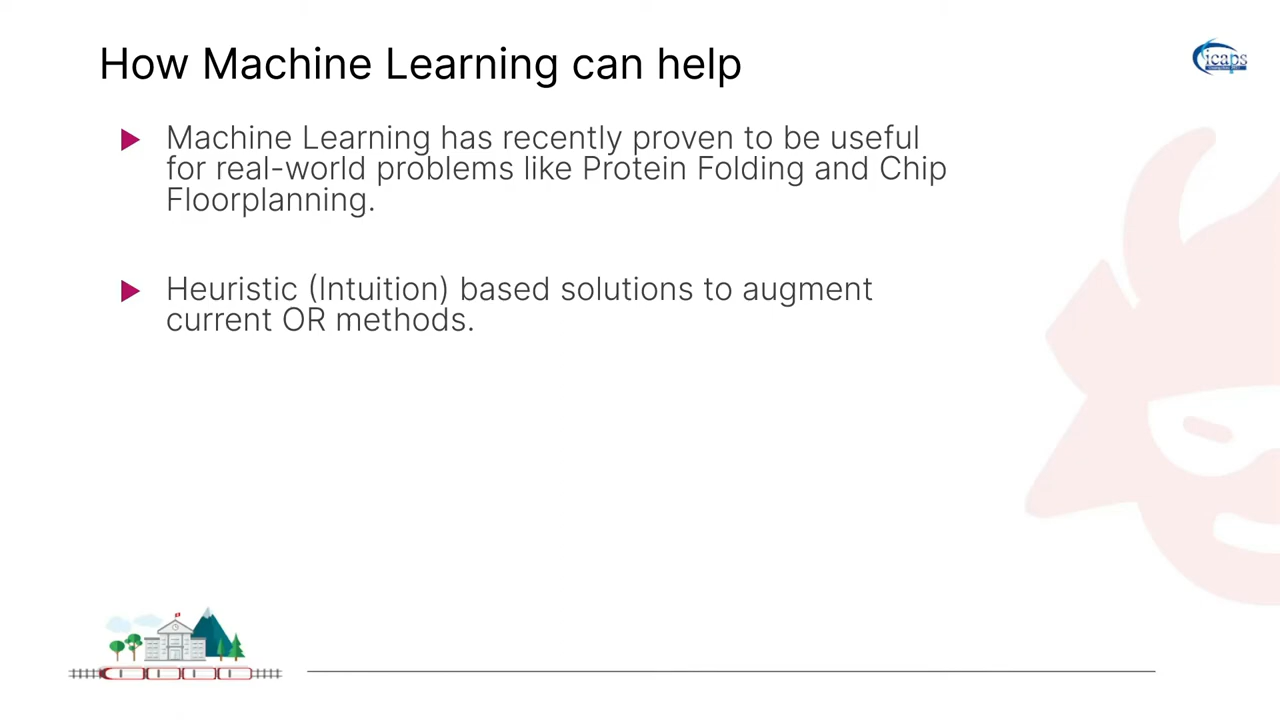 How Machine Learning can help
icaps
Machine Learning has recently proven to be useful
for real-world problems like Protein Folding and Chip
Floorplanning.
Heuristic (Intuition) based solutions to augment
current OR methods.